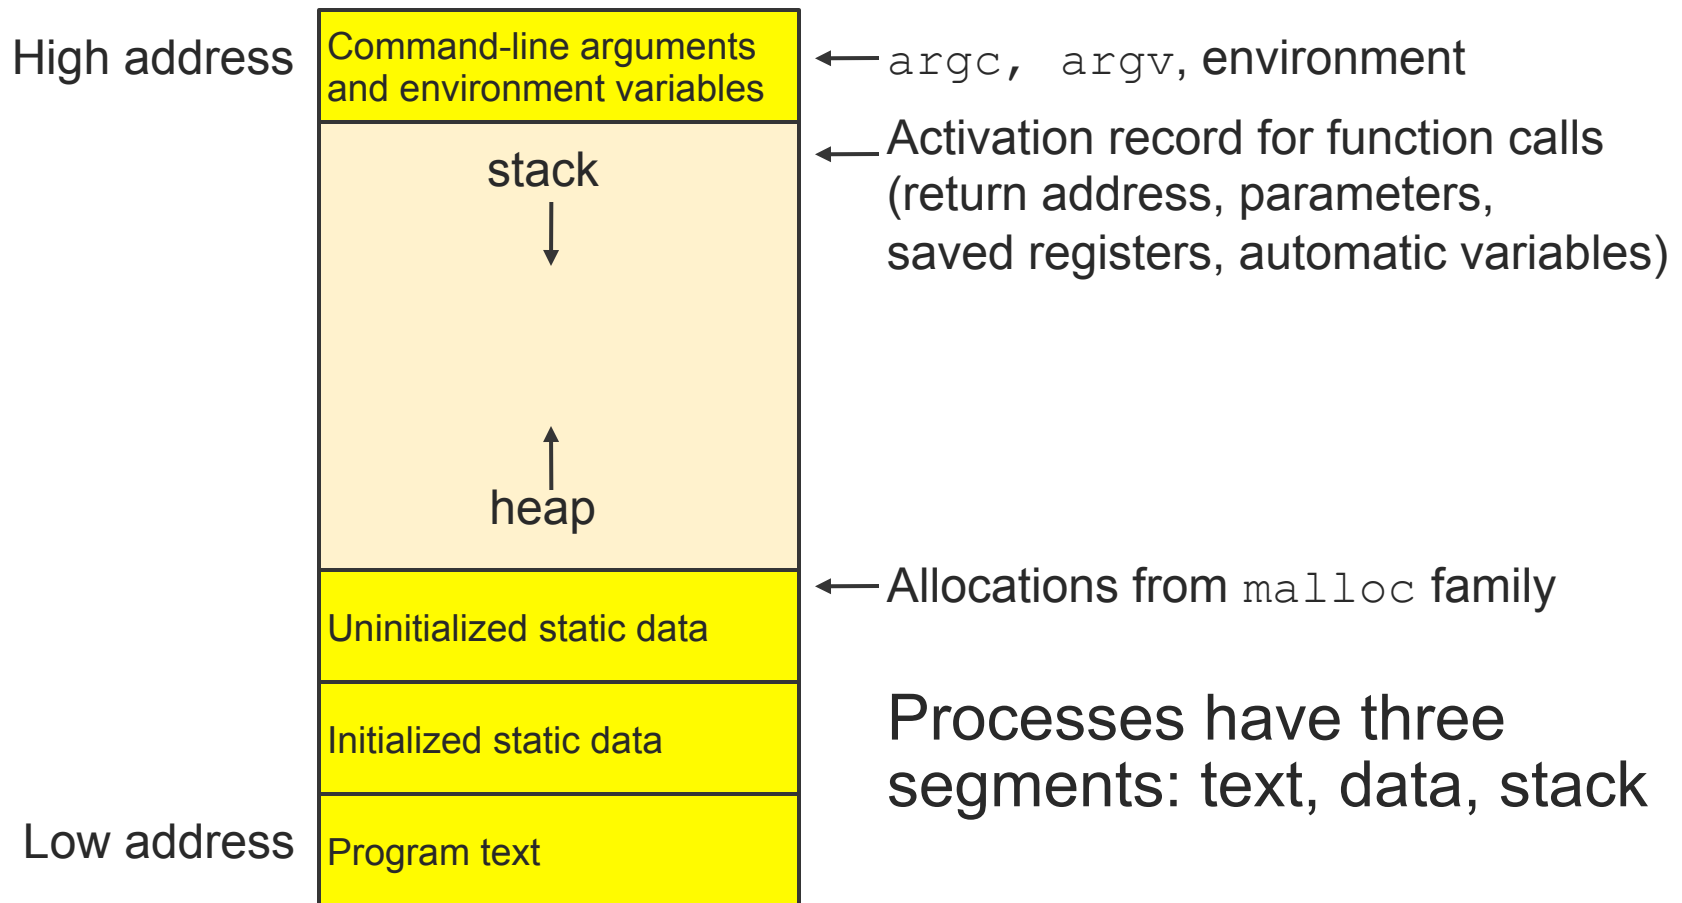 High address
Command-line arguments
and environment variables
argc, argv, environment
stack
Activation record for function calls
(return address, parameters,
saved registers, automatic variables)
heap
Allocations from malloc family
Uninitialized static data
Initialized static data
Processes have three
segments: text, data, stack
Low address
Program text